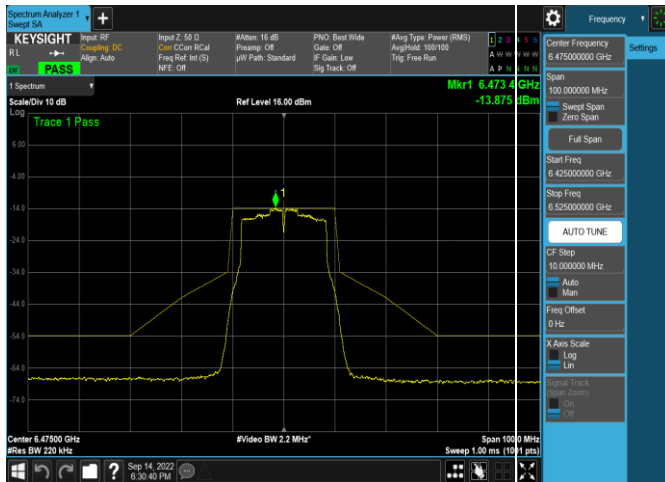 Spectrum Analyzer 1
Swept SA
+
Frequency
KEYSIGHT
RL
PASS
Input: RF
Coupling: DC
Align: Auto
Input Z: 50 Ω
Corr CCorr RCal
Freq Ref: Int (S)
NFE: Off
#Atten: 16 dB
Preamp: Off
µW Path: Standard
PNO: Best Wide
Gate: Off
IF Gain: Low
Sig Track: Off
#Avg Type: Power (RMS)
Avg|Hold: 100/100
Trig: Free Run
1 2 3 4 5 6
A W W W W W
A P N N N N
1 Spectrum
Scale/Div 10 dB
Log
Ref Level 16.00 dBm
Mkr1 6.473 4 GHz
-13.875 dBm
Trace 1 Pass
6.00
-4.00
-14.0
-24.0
-34.0
-44.0
-54.0
-64.0
-74.0
1
Center 6.47500 GHz
#Res BW 220 kHz
#Video BW 2.2 MHz*
Span 100.0 MHz
Sweep 1.00 ms (1001 pts)
Sep 14, 2022
6:30:40 PM
Center Frequency
6.475000000 GHz
Settings
Span
100.000000 MHz
Swept Span
Zero Span
Full Span
Start Freq
6.425000000 GHz
Stop Freq
6.525000000 GHz
AUTO TUNE
CF Step
10.000000 MHz
Auto
Man
Freq Offset
0 Hz
X Axis Scale
Log
Lin
Signal Track
(Span Zoom)
On
Off